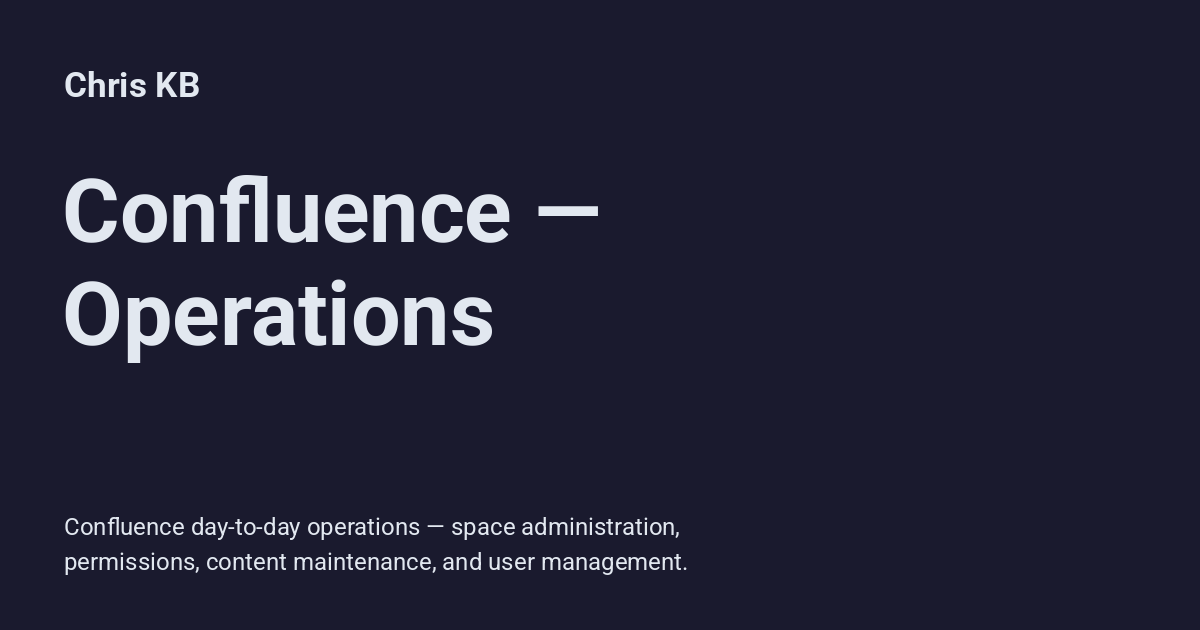 Chris KB
Confluence —
Operations
Confluence day-to-day operations — space administration,
permissions, content maintenance, and user management.